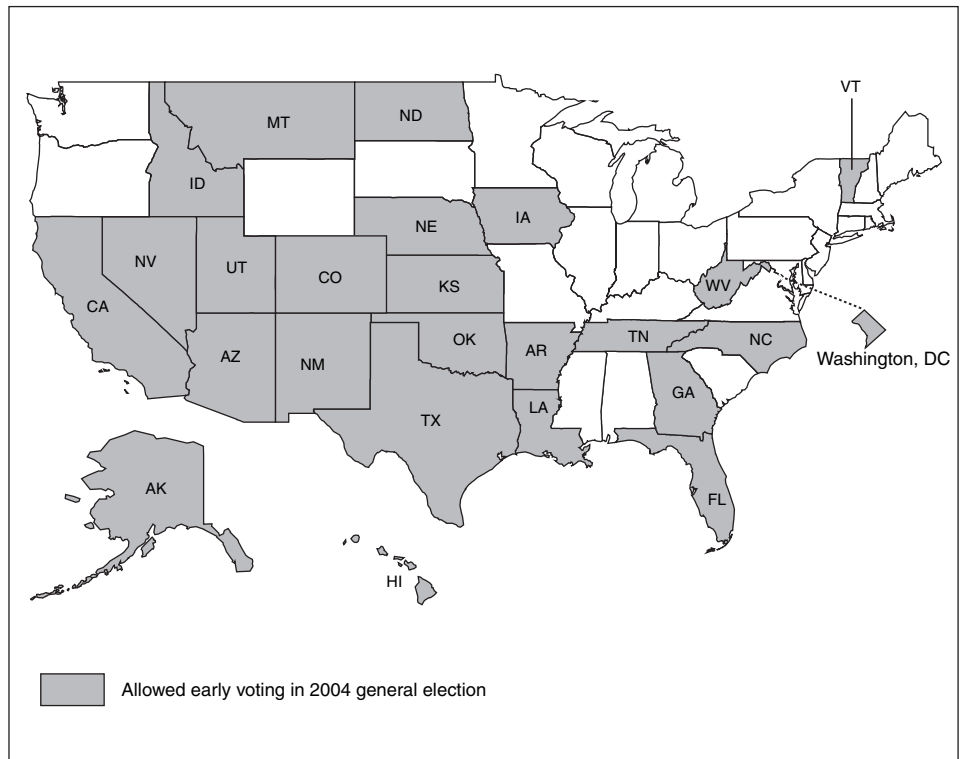 VT
MT
ND
ID
NE
IA
NV
UT
CO
KS
WV
CA
AZ
NM
OK
AR
TN
NC
Washington, DC
LA
GA
TX
FL
AK
HI
Allowed early voting in 2004 general election